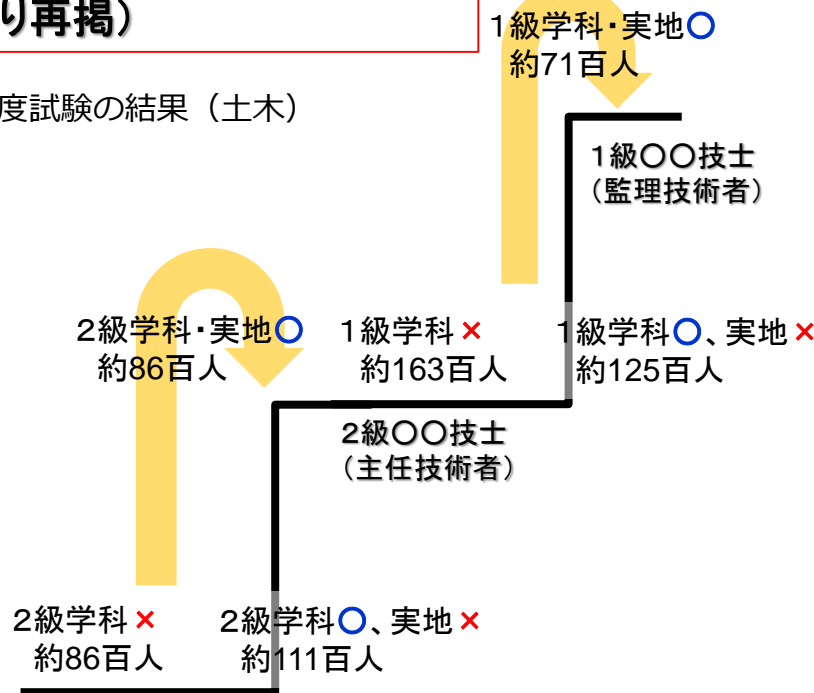 り再掲）
度試験の結果（土木）
1級学科・実地○
約71百人
1級○○技士
（監理技術者）
2級学科・実地○
約86百人
1級学科×
約163百人
1級学科○、実地×
約125百人
2級○○技士
（主任技術者）
2級学科×
約86百人
2級学科○、実地×
約111百人